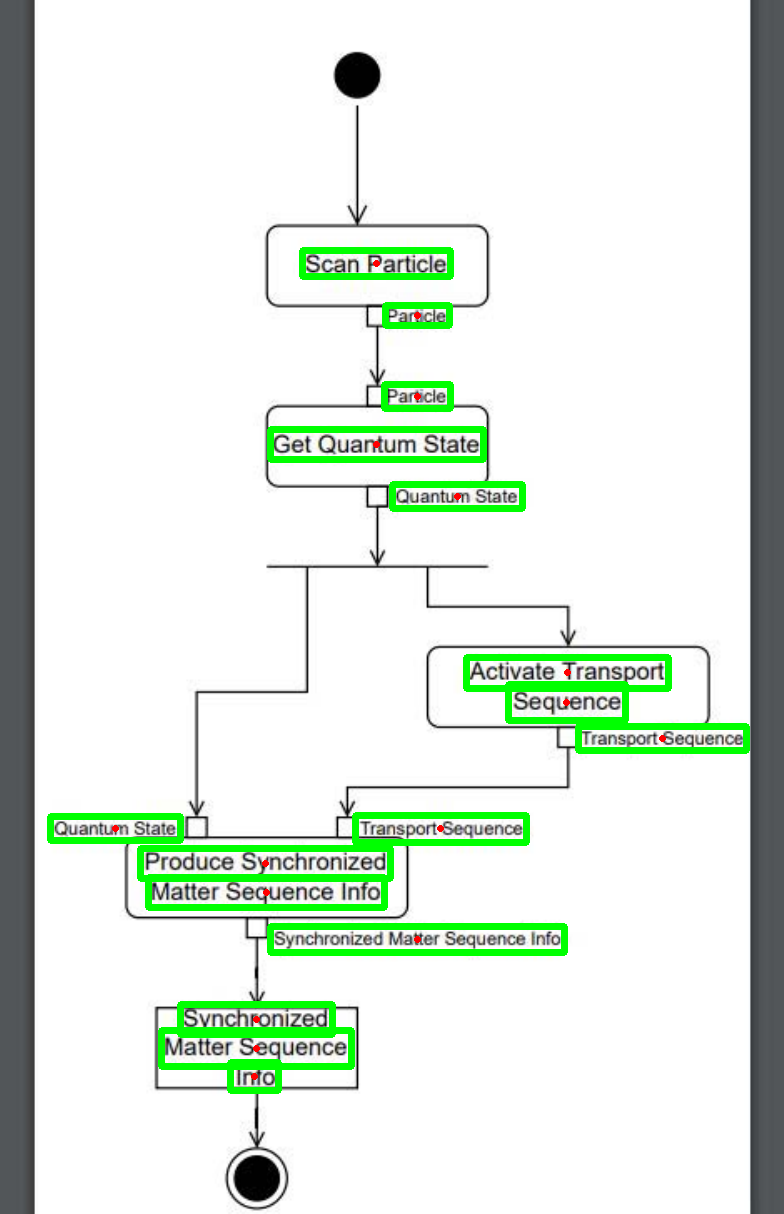 Scan Particle
Particle
Particle
Get Quantum State
Quantum State
Activate Transport
Sequence
Transport Sequence
Quantum State
Transport Sequence
Produce Synchronized
Matter Sequence Info
Synchronized Matter Sequence Info
Synchronized
Matter Sequence
Info